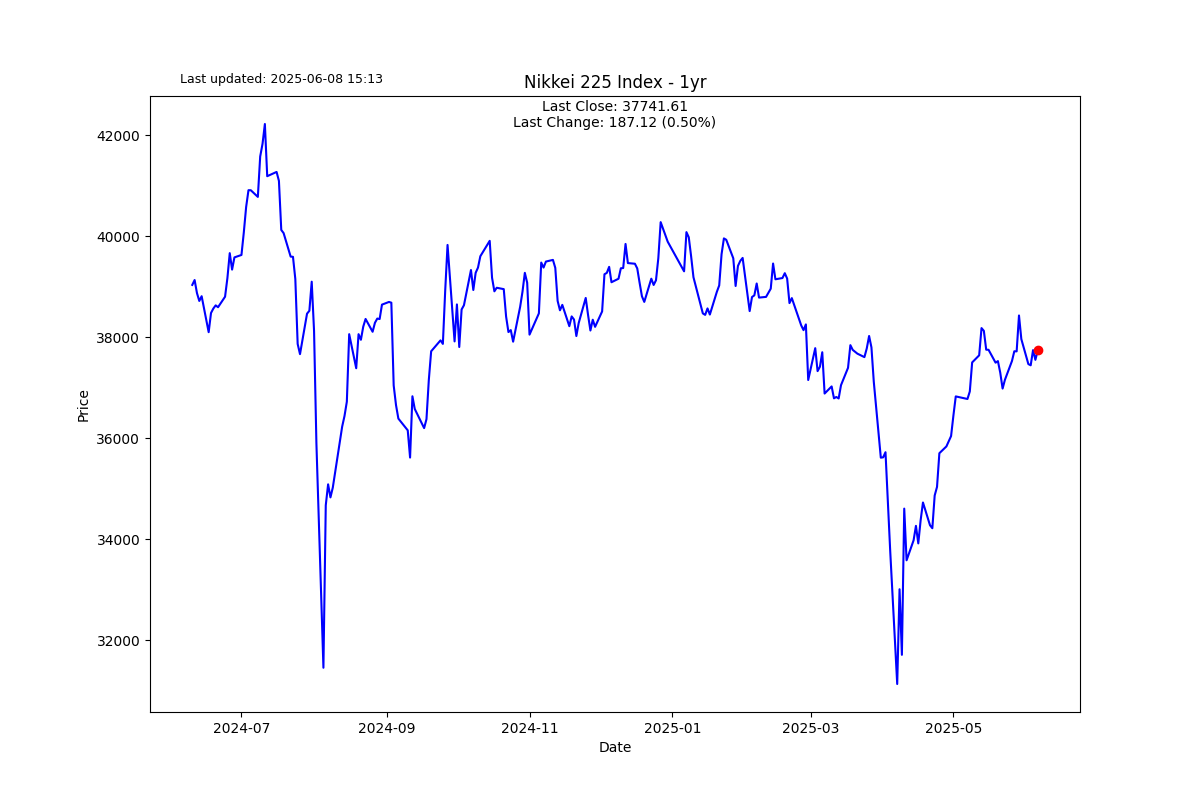 Last updated: 2025-06-08 15:13
Nikkei 225 Index - 1yr
Last Close: 37741.61
Last Change: 187.12 (0.50%)
42000
40000
38000
36000
34000
32000
Price
2024-07
2024-09
2024-11
2025-01
2025-03
2025-05
Date